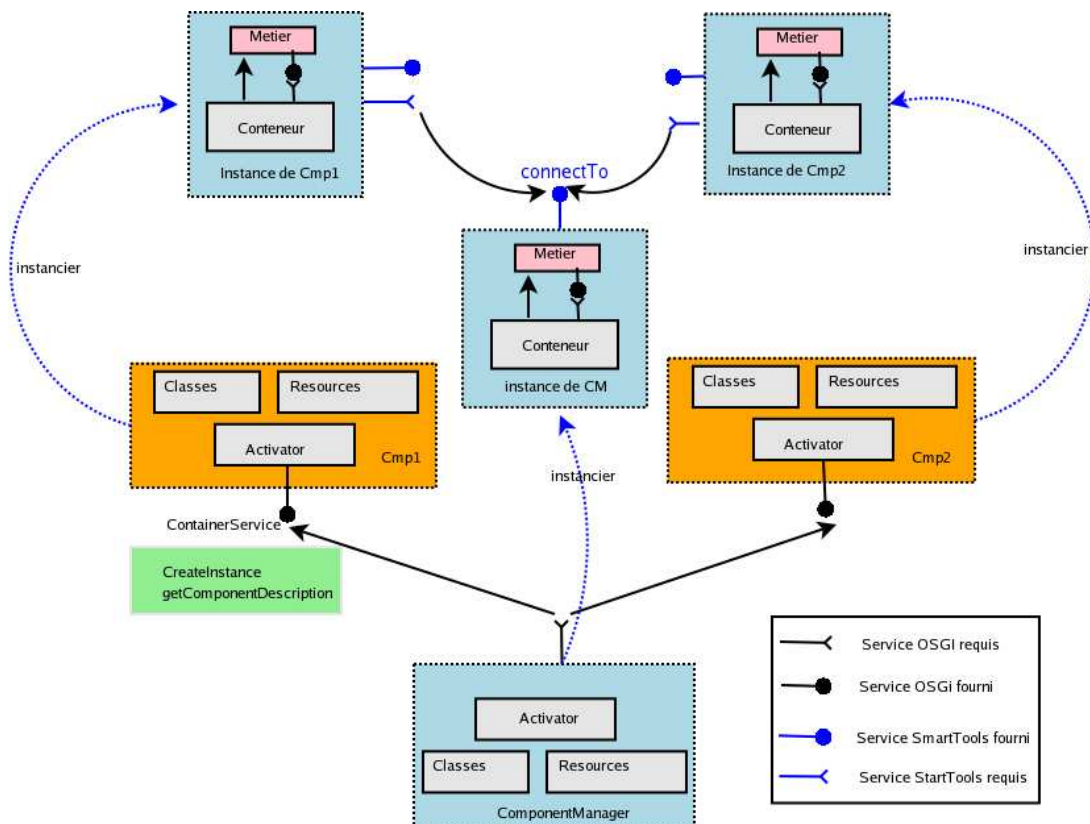 Metier
Conteneur
Instance de Cmp1
Metier
Conteneur
Instance de Cmp2
connectTo
Metier
Conteneur
instance de CM
instancier
instancier
instancier
Classes
Resources
Activator
Cmp1
Classes
Resources
Activator
Cmp2
ContainerService
CreateInstance
getComponentDescription
Activator
Classes
Resources
ComponentManager
Service OSGI requis
Service OSGi fourni
Service SmartTools fourni
Service StartTools requis